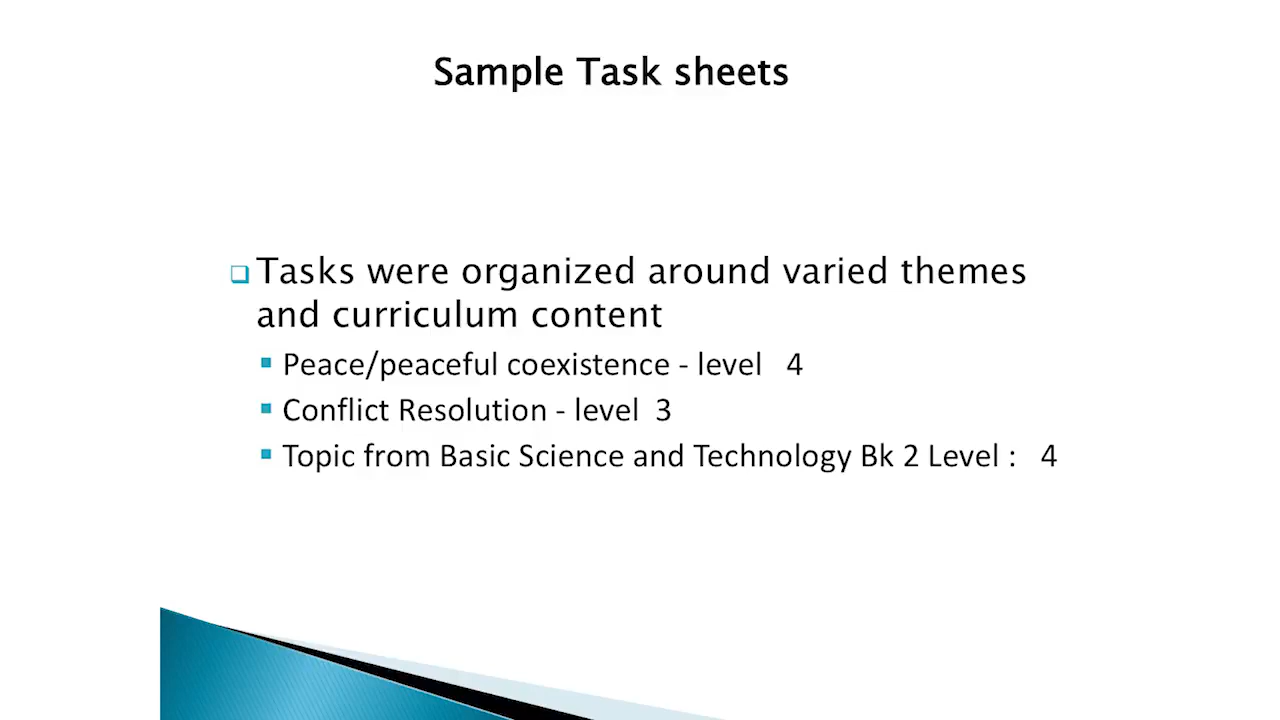 Sample Task sheets
Tasks were organized around varied themes
and curriculum content
Peace/peaceful coexistence - level 4
Conflict Resolution - level 3
Topic from Basic Science and Technology Bk 2 Level : 4